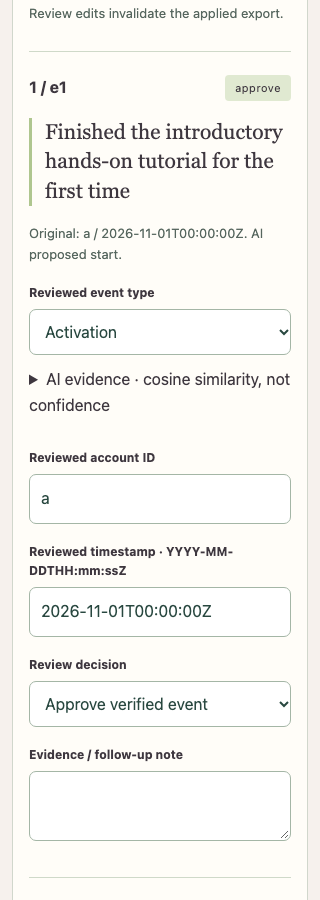 Review edits invalidate the applied export.
1 / e1
approve
Finished the introductory
hands-on tutorial for the
first time
Original: a / 2026-11-01T00:00:00Z. AI
proposed start.
Reviewed event type
Activation
AI evidence · cosine similarity, not
confidence
Reviewed account ID
a
Reviewed timestamp · YYYY-MM-
DDTHH:mm:ssZ
2026-11-01T00:00:00Z
Review decision
Approve verified event
Evidence / follow-up note